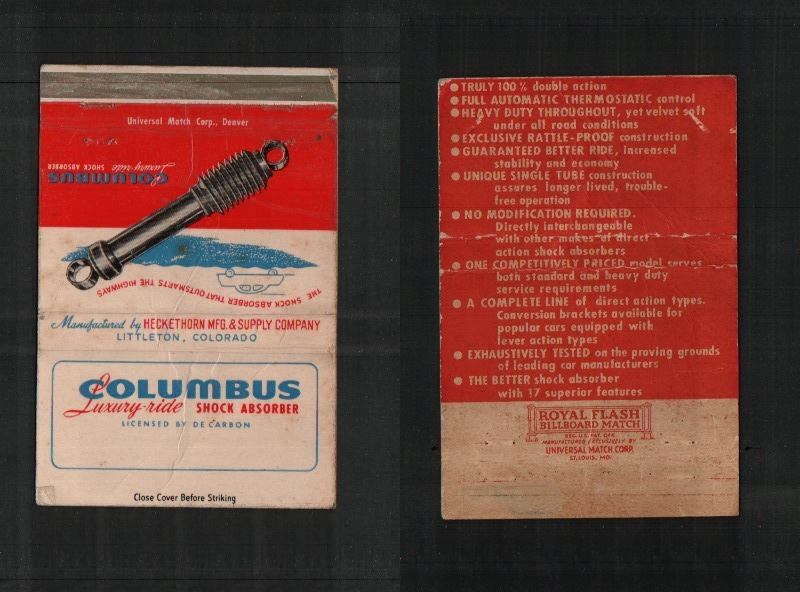 Universal Match Corp., Denver
COLUMBUS
Luxury-ride SHOCK ABSORBER
THE SHOCK ABSORBER THAT OUTSMARTS THE HIGHWAYS
Manufactured by HECKETHORN MFG. & SUPPLY COMPANY
LITTLETON, COLORADO
COLUMBUS
Luxury-ride SHOCK ABSORBER
LICENSED BY DE CARBON
Close Cover Before Striking
● TRULY 100% double action
● FULL AUTOMATIC THERMOSTATIC control
● HEAVY DUTY THROUGHOUT, yet velvet soft
under all road conditions
● EXCLUSIVE RATTLE-PROOF construction
● GUARANTEED BETTER RIDE, increased
stability and economy
● UNIQUE SINGLE TUBE construction
assures longer lived, trouble-
free operation
● NO MODIFICATION REQUIRED.
Directly interchangeable
with other makes of direct
action shock absorbers
● ONE COMPETITIVELY PRICED model serves
both standard and heavy duty
service requirements
● A COMPLETE LINE of direct action types.
Conversion brackets available for
popular cars equipped with
lever action types
● EXHAUSTIVELY TESTED on the proving grounds
of leading car manufacturers
● THE BETTER shock absorber
with 17 superior features
ROYAL FLASH
BILLBOARD MATCH
REG. U.S. PAT. OFF.
MANUFACTURED EXCLUSIVELY BY
UNIVERSAL MATCH CORP.
ST. LOUIS, MO.